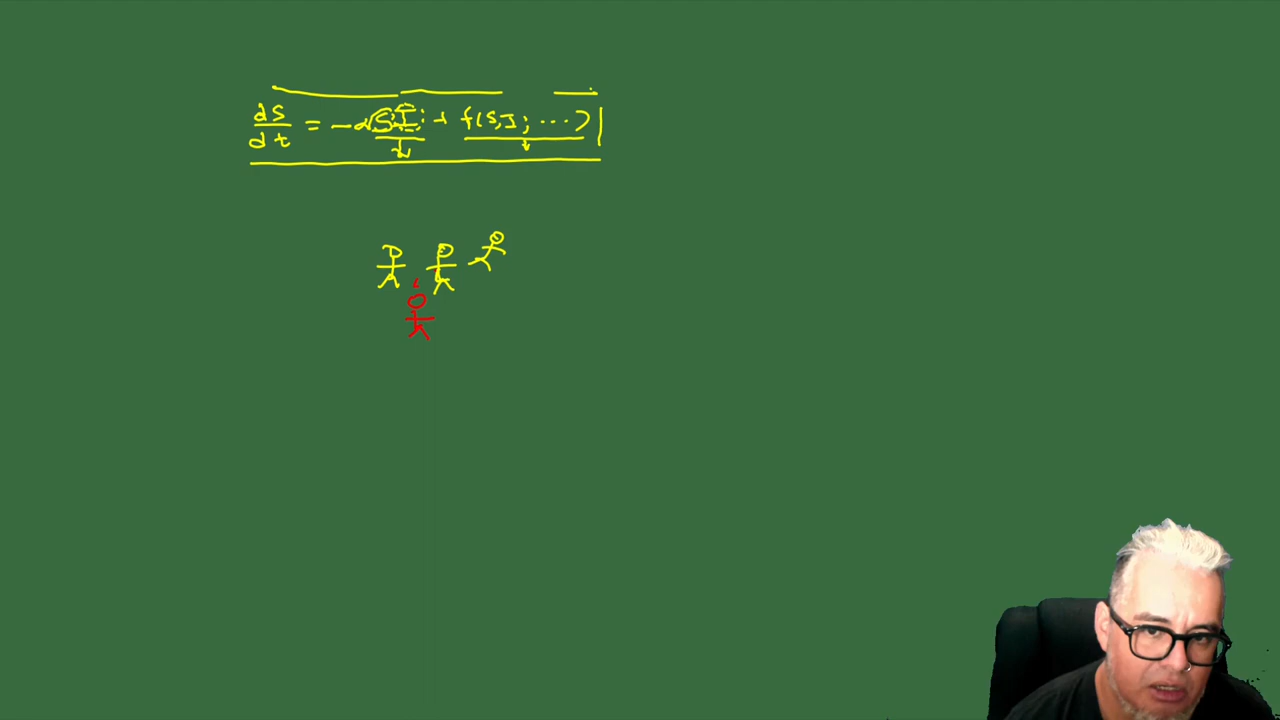 dS/dt = -αSI + f(S,I; ...)